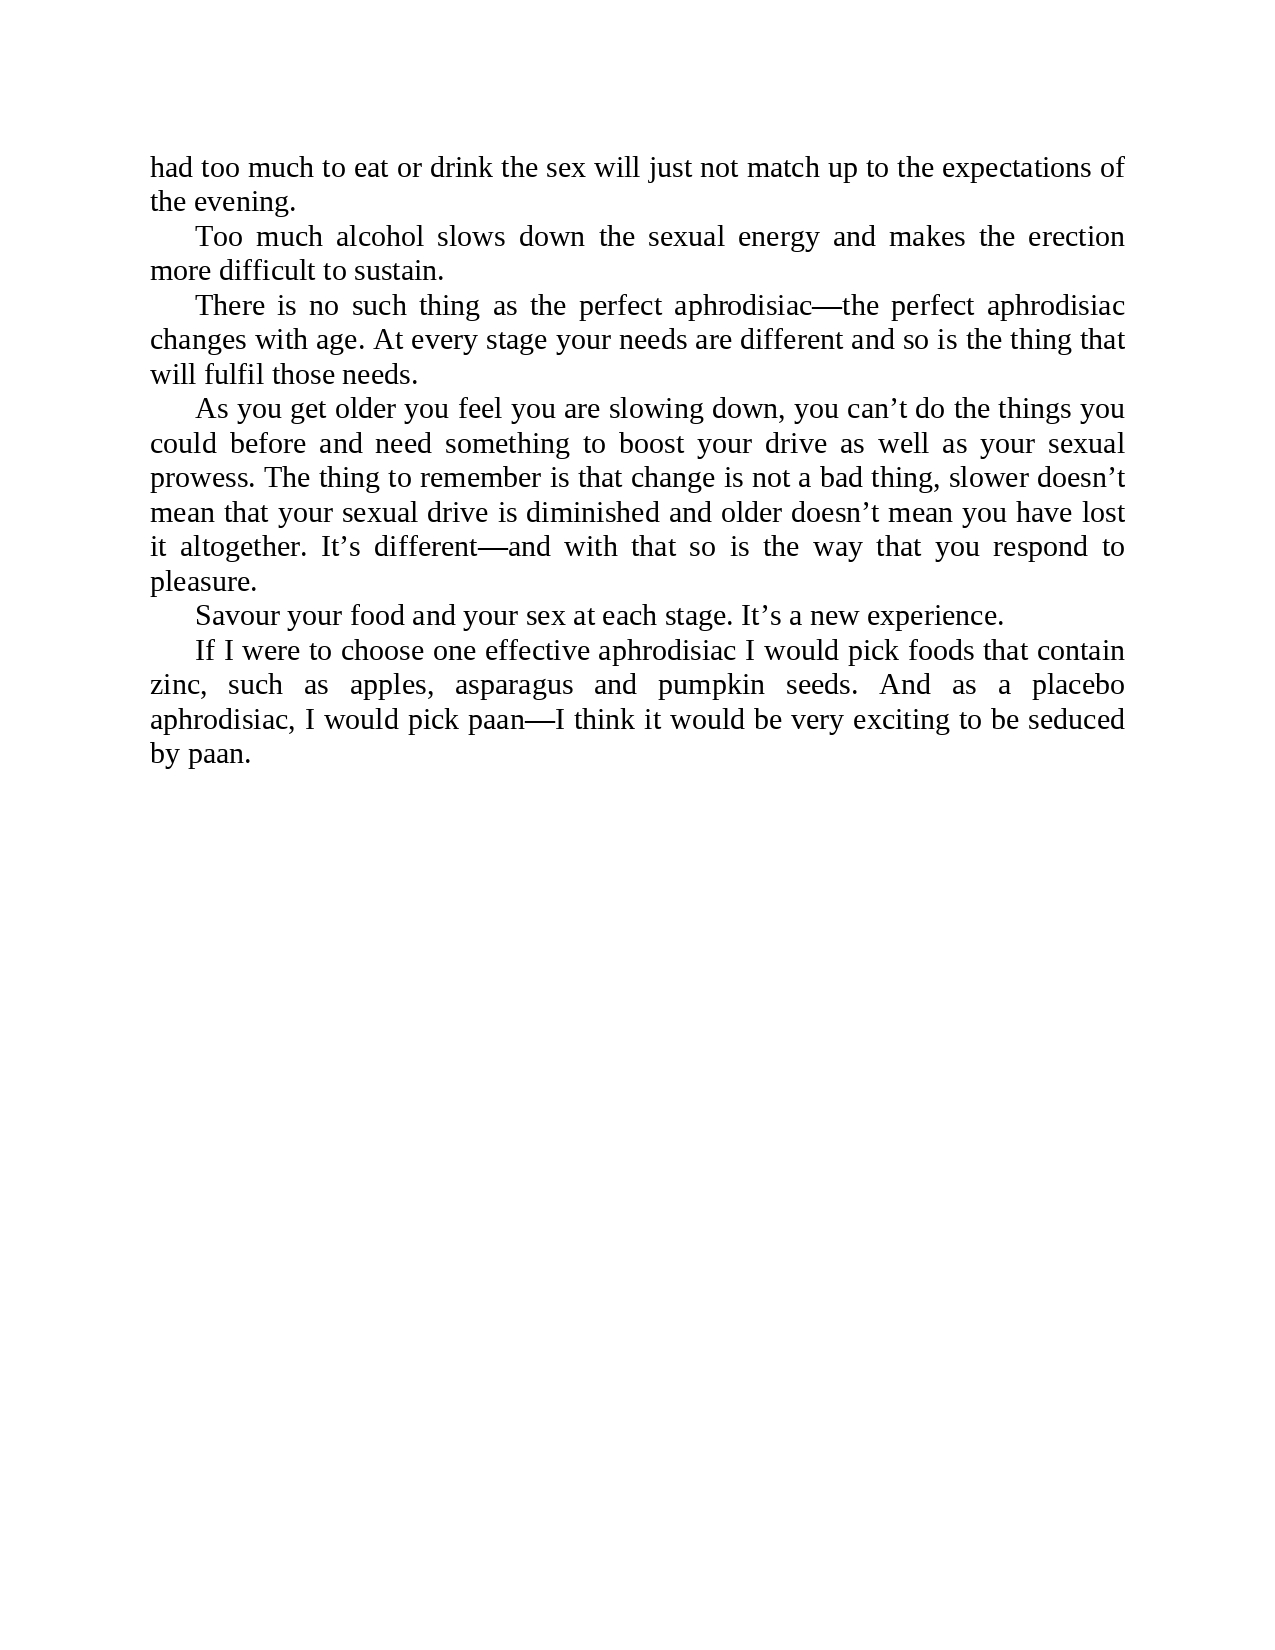 had too much to eat or drink the sex will just not match up to the expectations of
the evening.
Too much alcohol slows down the sexual energy and makes the erection
more difficult to sustain.
There is no such thing as the perfect aphrodisiac—the perfect aphrodisiac
changes with age. At every stage your needs are different and so is the thing that
will fulfil those needs.
As you get older you feel you are slowing down, you can’t do the things you
could before and need something to boost your drive as well as your sexual
prowess. The thing to remember is that change is not a bad thing, slower doesn’t
mean that your sexual drive is diminished and older doesn’t mean you have lost
it altogether. It’s different—and with that so is the way that you respond to
pleasure.
Savour your food and your sex at each stage. It’s a new experience.
If I were to choose one effective aphrodisiac I would pick foods that contain
zinc, such as apples, asparagus and pumpkin seeds. And as a placebo
aphrodisiac, I would pick paan—I think it would be very exciting to be seduced
by paan.